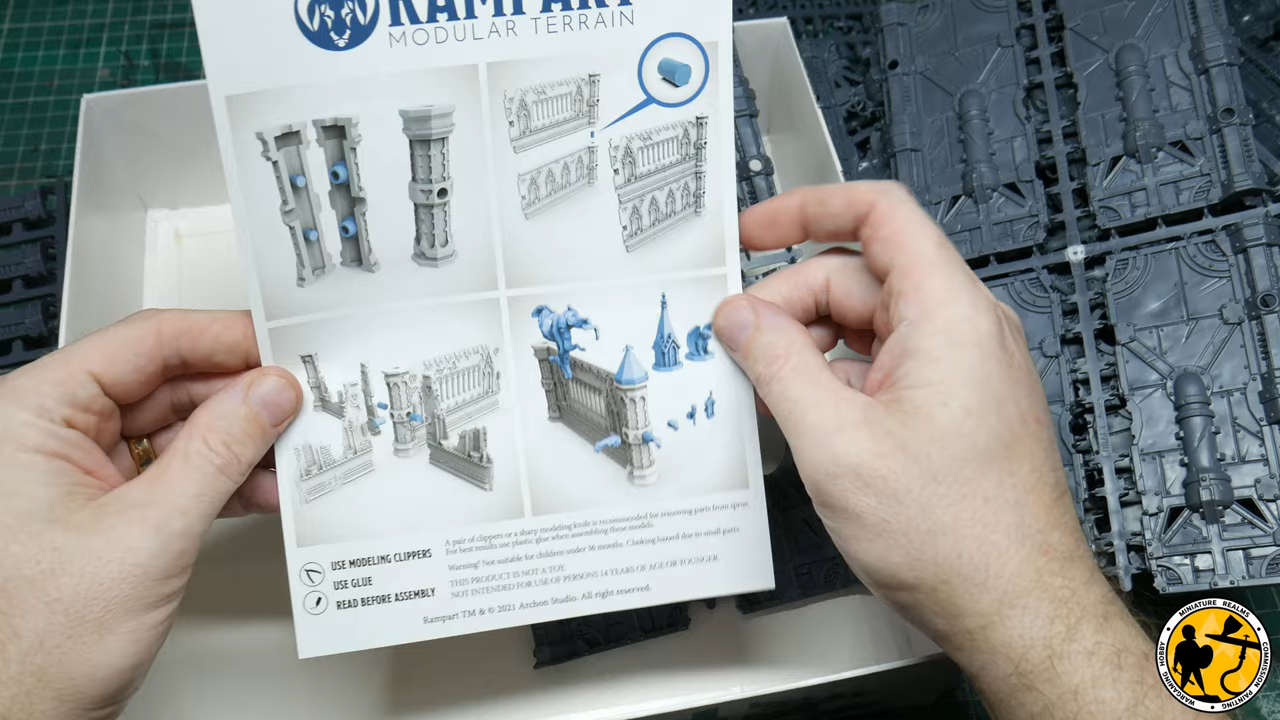 RAMPART
MODULAR TERRAIN
USE MODELING CLIPPERS
USE GLUE
READ BEFORE ASSEMBLY
A pair of clippers or a sharp modeling knife is recommended for removing parts from sprue.
For best results use plastic glue when assembling these models.
Warning! Not suitable for children under 36 months. Choking hazard due to small parts.
THIS PRODUCT IS NOT A TOY.
NOT INTENDED FOR USE OF PERSONS 14 YEARS OF AGE OR YOUNGER.
Rampart TM & © 2021 Archon Studio. All right reserved.
MINIATURE REALMS
WARGAMING HOBBY
COMMISSION PAINTING